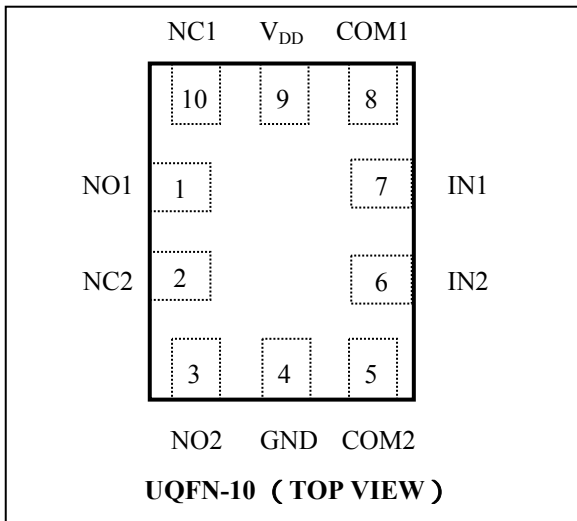 NC1 VDD COM1
10 9 8
NO1 1 7 IN1
NC2 2 6 IN2
3 4 5
NO2 GND COM2
UQFN-10 ( TOP VIEW )